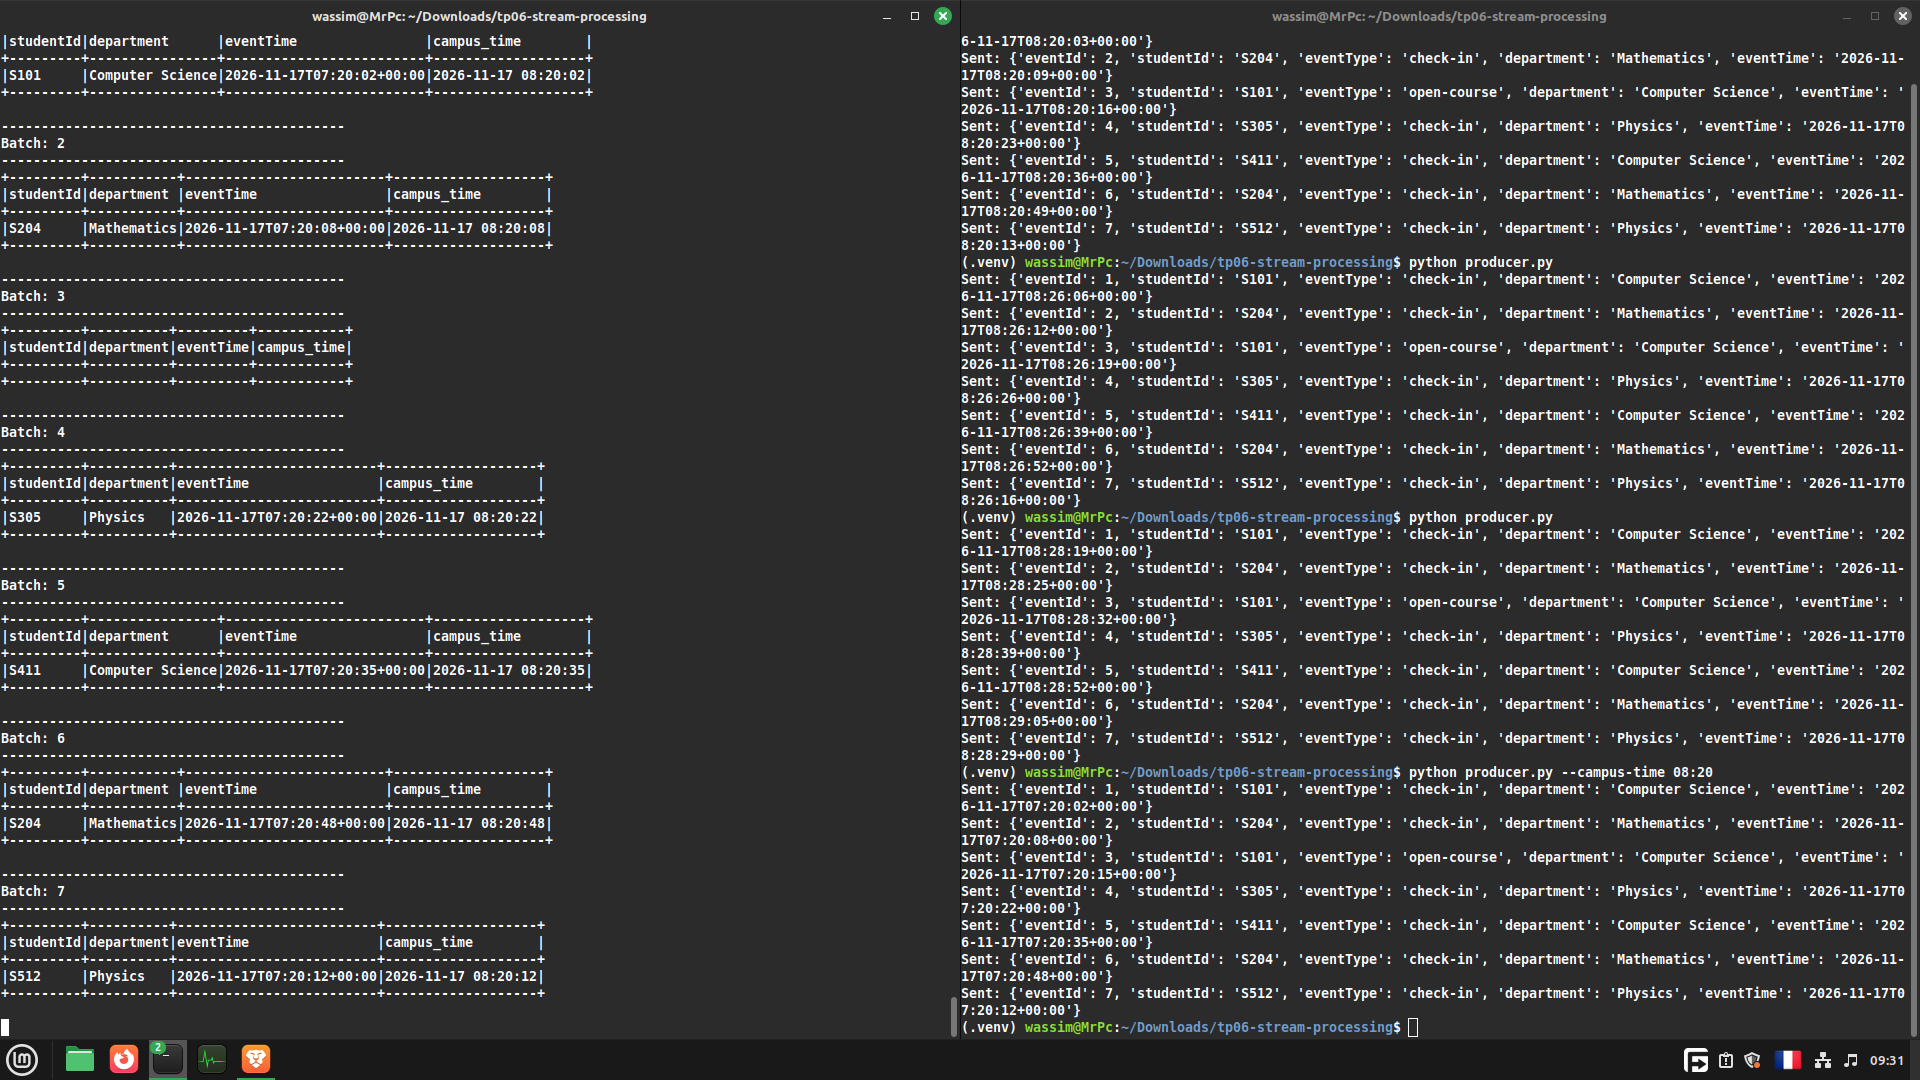 wassim@MrPc: ~/Downloads/tp06-stream-processing
|studentId|department      |eventTime                |campus_time        |
+---------+----------------+-------------------------+-------------------+
|S101     |Computer Science|2026-11-17T07:20:02+00:00|2026-11-17 08:20:02|
+---------+----------------+-------------------------+-------------------+
-------------------------------------------
Batch: 2
-------------------------------------------
+---------+-----------+-------------------------+-------------------+
|studentId|department |eventTime                |campus_time        |
+---------+-----------+-------------------------+-------------------+
|S204     |Mathematics|2026-11-17T07:20:08+00:00|2026-11-17 08:20:08|
+---------+-----------+-------------------------+-------------------+
-------------------------------------------
Batch: 3
-------------------------------------------
+---------+----------+---------+-----------+
|studentId|department|eventTime|campus_time|
+---------+----------+---------+-----------+
+---------+----------+---------+-----------+
-------------------------------------------
Batch: 4
-------------------------------------------
+---------+----------+-------------------------+-------------------+
|studentId|department|eventTime                |campus_time        |
+---------+----------+-------------------------+-------------------+
|S305     |Physics   |2026-11-17T07:20:22+00:00|2026-11-17 08:20:22|
+---------+----------+-------------------------+-------------------+
-------------------------------------------
Batch: 5
-------------------------------------------
+---------+----------------+-------------------------+-------------------+
|studentId|department      |eventTime                |campus_time        |
+---------+----------------+-------------------------+-------------------+
|S411     |Computer Science|2026-11-17T07:20:35+00:00|2026-11-17 08:20:35|
+---------+----------------+-------------------------+-------------------+
-------------------------------------------
Batch: 6
-------------------------------------------
+---------+-----------+-------------------------+-------------------+
|studentId|department |eventTime                |campus_time        |
+---------+-----------+-------------------------+-------------------+
|S204     |Mathematics|2026-11-17T07:20:48+00:00|2026-11-17 08:20:48|
+---------+-----------+-------------------------+-------------------+
-------------------------------------------
Batch: 7
-------------------------------------------
+---------+----------+-------------------------+-------------------+
|studentId|department|eventTime                |campus_time        |
+---------+----------+-------------------------+-------------------+
|S512     |Physics   |2026-11-17T07:20:12+00:00|2026-11-17 08:20:12|
+---------+----------+-------------------------+-------------------+
wassim@MrPc: ~/Downloads/tp06-stream-processing
6-11-17T08:20:03+00:00'}
Sent: {'eventId': 2, 'studentId': 'S204', 'eventType': 'check-in', 'department': 'Mathematics', 'eventTime': '2026-11-
17T08:20:09+00:00'}
Sent: {'eventId': 3, 'studentId': 'S101', 'eventType': 'open-course', 'department': 'Computer Science', 'eventTime': '
2026-11-17T08:20:16+00:00'}
Sent: {'eventId': 4, 'studentId': 'S305', 'eventType': 'check-in', 'department': 'Physics', 'eventTime': '2026-11-17T0
8:20:23+00:00'}
Sent: {'eventId': 5, 'studentId': 'S411', 'eventType': 'check-in', 'department': 'Computer Science', 'eventTime': '202
6-11-17T08:20:36+00:00'}
Sent: {'eventId': 6, 'studentId': 'S204', 'eventType': 'check-in', 'department': 'Mathematics', 'eventTime': '2026-11-
17T08:20:49+00:00'}
Sent: {'eventId': 7, 'studentId': 'S512', 'eventType': 'check-in', 'department': 'Physics', 'eventTime': '2026-11-17T0
8:20:13+00:00'}
(.venv) wassim@MrPc:~/Downloads/tp06-stream-processing$ python producer.py
Sent: {'eventId': 1, 'studentId': 'S101', 'eventType': 'check-in', 'department': 'Computer Science', 'eventTime': '202
6-11-17T08:26:06+00:00'}
Sent: {'eventId': 2, 'studentId': 'S204', 'eventType': 'check-in', 'department': 'Mathematics', 'eventTime': '2026-11-
17T08:26:12+00:00'}
Sent: {'eventId': 3, 'studentId': 'S101', 'eventType': 'open-course', 'department': 'Computer Science', 'eventTime': '
2026-11-17T08:26:19+00:00'}
Sent: {'eventId': 4, 'studentId': 'S305', 'eventType': 'check-in', 'department': 'Physics', 'eventTime': '2026-11-17T0
8:26:26+00:00'}
Sent: {'eventId': 5, 'studentId': 'S411', 'eventType': 'check-in', 'department': 'Computer Science', 'eventTime': '202
6-11-17T08:26:39+00:00'}
Sent: {'eventId': 6, 'studentId': 'S204', 'eventType': 'check-in', 'department': 'Mathematics', 'eventTime': '2026-11-
17T08:26:52+00:00'}
Sent: {'eventId': 7, 'studentId': 'S512', 'eventType': 'check-in', 'department': 'Physics', 'eventTime': '2026-11-17T0
8:26:16+00:00'}
(.venv) wassim@MrPc:~/Downloads/tp06-stream-processing$ python producer.py
Sent: {'eventId': 1, 'studentId': 'S101', 'eventType': 'check-in', 'department': 'Computer Science', 'eventTime': '202
6-11-17T08:28:19+00:00'}
Sent: {'eventId': 2, 'studentId': 'S204', 'eventType': 'check-in', 'department': 'Mathematics', 'eventTime': '2026-11-
17T08:28:25+00:00'}
Sent: {'eventId': 3, 'studentId': 'S101', 'eventType': 'open-course', 'department': 'Computer Science', 'eventTime': '
2026-11-17T08:28:32+00:00'}
Sent: {'eventId': 4, 'studentId': 'S305', 'eventType': 'check-in', 'department': 'Physics', 'eventTime': '2026-11-17T0
8:28:39+00:00'}
Sent: {'eventId': 5, 'studentId': 'S411', 'eventType': 'check-in', 'department': 'Computer Science', 'eventTime': '202
6-11-17T08:28:52+00:00'}
Sent: {'eventId': 6, 'studentId': 'S204', 'eventType': 'check-in', 'department': 'Mathematics', 'eventTime': '2026-11-
17T08:29:05+00:00'}
Sent: {'eventId': 7, 'studentId': 'S512', 'eventType': 'check-in', 'department': 'Physics', 'eventTime': '2026-11-17T0
8:28:29+00:00'}
(.venv) wassim@MrPc:~/Downloads/tp06-stream-processing$ python producer.py --campus-time 08:20
Sent: {'eventId': 1, 'studentId': 'S101', 'eventType': 'check-in', 'department': 'Computer Science', 'eventTime': '202
6-11-17T07:20:02+00:00'}
Sent: {'eventId': 2, 'studentId': 'S204', 'eventType': 'check-in', 'department': 'Mathematics', 'eventTime': '2026-11-
17T07:20:08+00:00'}
Sent: {'eventId': 3, 'studentId': 'S101', 'eventType': 'open-course', 'department': 'Computer Science', 'eventTime': '
2026-11-17T07:20:15+00:00'}
Sent: {'eventId': 4, 'studentId': 'S305', 'eventType': 'check-in', 'department': 'Physics', 'eventTime': '2026-11-17T0
7:20:22+00:00'}
Sent: {'eventId': 5, 'studentId': 'S411', 'eventType': 'check-in', 'department': 'Computer Science', 'eventTime': '202
6-11-17T07:20:35+00:00'}
Sent: {'eventId': 6, 'studentId': 'S204', 'eventType': 'check-in', 'department': 'Mathematics', 'eventTime': '2026-11-
17T07:20:48+00:00'}
Sent: {'eventId': 7, 'studentId': 'S512', 'eventType': 'check-in', 'department': 'Physics', 'eventTime': '2026-11-17T0
7:20:12+00:00'}
(.venv) wassim@MrPc:~/Downloads/tp06-stream-processing$
2
09:31